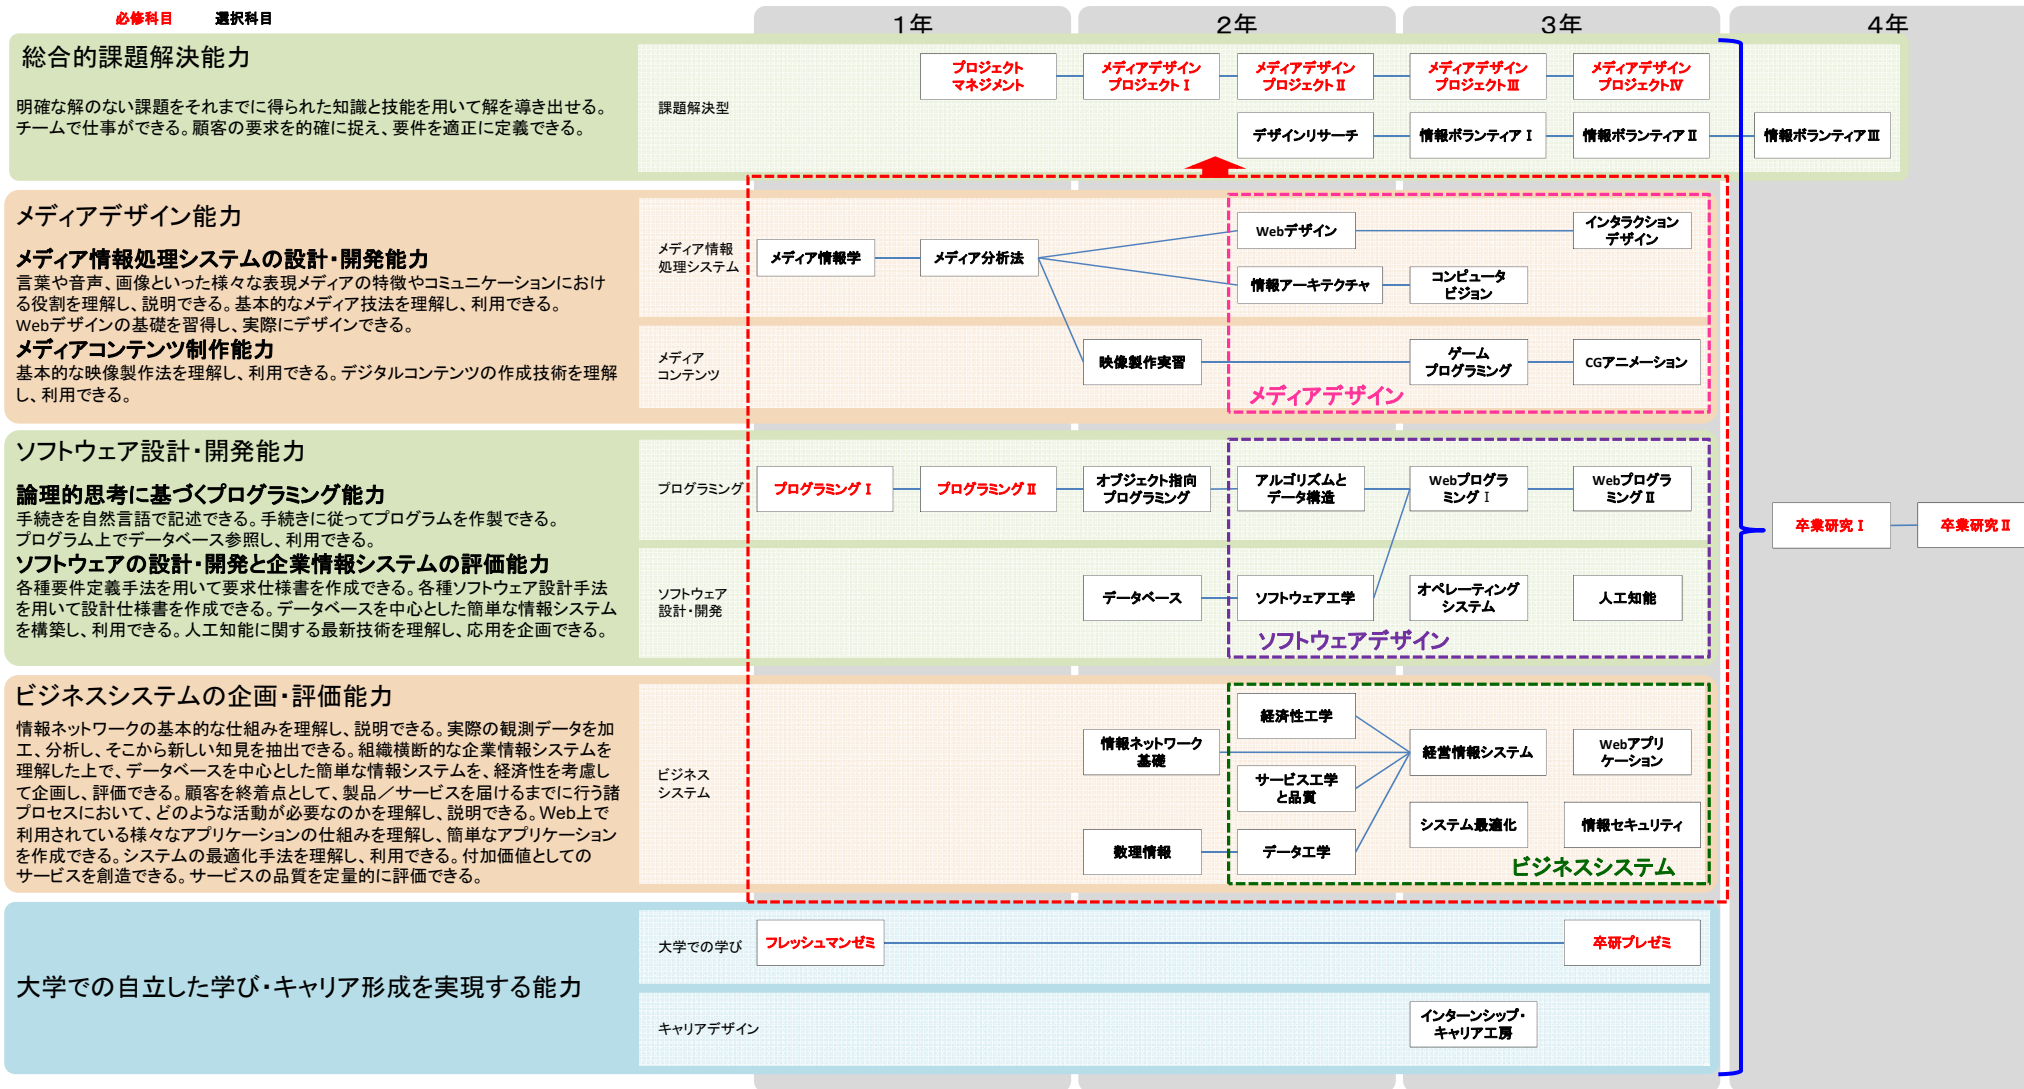 必修科目 選択科目
1年 2年 3年 4年
総合的課題解決能力
明確な解のない課題をそれまでに得られた知識と技能を用いて解を導き出せる。
チームで仕事ができる。顧客の要求を的確に捉え、要件を適正に定義できる。
課題解決型
プロジェクト
マネジメント
メディアデザイン
プロジェクトⅠ
メディアデザイン
プロジェクトⅡ
メディアデザイン
プロジェクトⅢ
メディアデザイン
プロジェクトⅣ
デザインリサーチ
情報ボランティアⅠ
情報ボランティアⅡ
情報ボランティアⅢ
メディアデザイン能力
メディア情報処理システムの設計・開発能力
言葉や音声、画像といった様々な表現メディアの特徴やコミュニケーションにおけ
る役割を理解し、説明できる。基本的なメディア技法を理解し、利用できる。
Webデザインの基礎を習得し、実際にデザインできる。
メディアコンテンツ制作能力
基本的な映像製作法を理解し、利用できる。デジタルコンテンツの作成技術を理解
し、利用できる。
メディア情報
処理システム
メディア情報学
メディア分析法
Webデザイン
インタラクション
デザイン
情報アーキテクチャ
コンピュータ
ビジョン
メディア
コンテンツ
映像製作実習
ゲーム
プログラミング
CGアニメーション
メディアデザイン
ソフトウェア設計・開発能力
論理的思考に基づくプログラミング能力
手続きを自然言語で記述できる。手続きに従ってプログラムを作製できる。
プログラム上でデータベース参照し、利用できる。
ソフトウェアの設計・開発と企業情報システムの評価能力
各種要件定義手法を用いて要求仕様書を作成できる。各種ソフトウェア設計手法
を用いて設計仕様書を作成できる。データベースを中心とした簡単な情報システム
を構築し、利用できる。人工知能に関する最新技術を理解し、応用を企画できる。
プログラミング
プログラミングⅠ
プログラミングⅡ
オブジェクト指向
プログラミング
アルゴリズムと
データ構造
Webプログラ
ミングⅠ
Webプログラ
ミングⅡ
卒業研究Ⅰ
卒業研究Ⅱ
ソフトウェア
設計・開発
データベース
ソフトウェア工学
オペレーティング
システム
人工知能
ソフトウェアデザイン
ビジネスシステムの企画・評価能力
情報ネットワークの基本的な仕組みを理解し、説明できる。実際の観測データを加
工、分析し、そこから新しい知見を抽出できる。組織横断的な企業情報システムを
理解した上で、データベースを中心とした簡単な情報システムを、経済性を考慮し
て企画し、評価できる。顧客を終着点として、製品／サービスを届けるまでに行う諸
プロセスにおいて、どのような活動が必要なのかを理解し、説明できる。Web上で
利用されている様々なアプリケーションの仕組みを理解し、簡単なアプリケーション
を作成できる。システムの最適化手法を理解し、利用できる。付加価値としての
サービスを創造できる。サービスの品質を定量的に評価できる。
ビジネス
システム
経済性工学
情報ネットワーク
基礎
経営情報システム
Webアプリ
ケーション
サービス工学
と品質
システム最適化
情報セキュリティ
数理情報
データ工学
ビジネスシステム
大学での自立した学び・キャリア形成を実現する能力
大学での学び
フレッシュマンゼミ
卒研プレゼミ
キャリアデザイン
インターンシップ・
キャリア工房